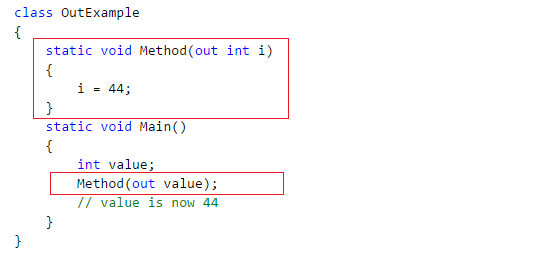 class OutExample
{
    static void Method(out int i)
    {
        i = 44;
    }
    static void Main()
    {
        int value;
        Method(out value);
        // value is now 44
    }
}